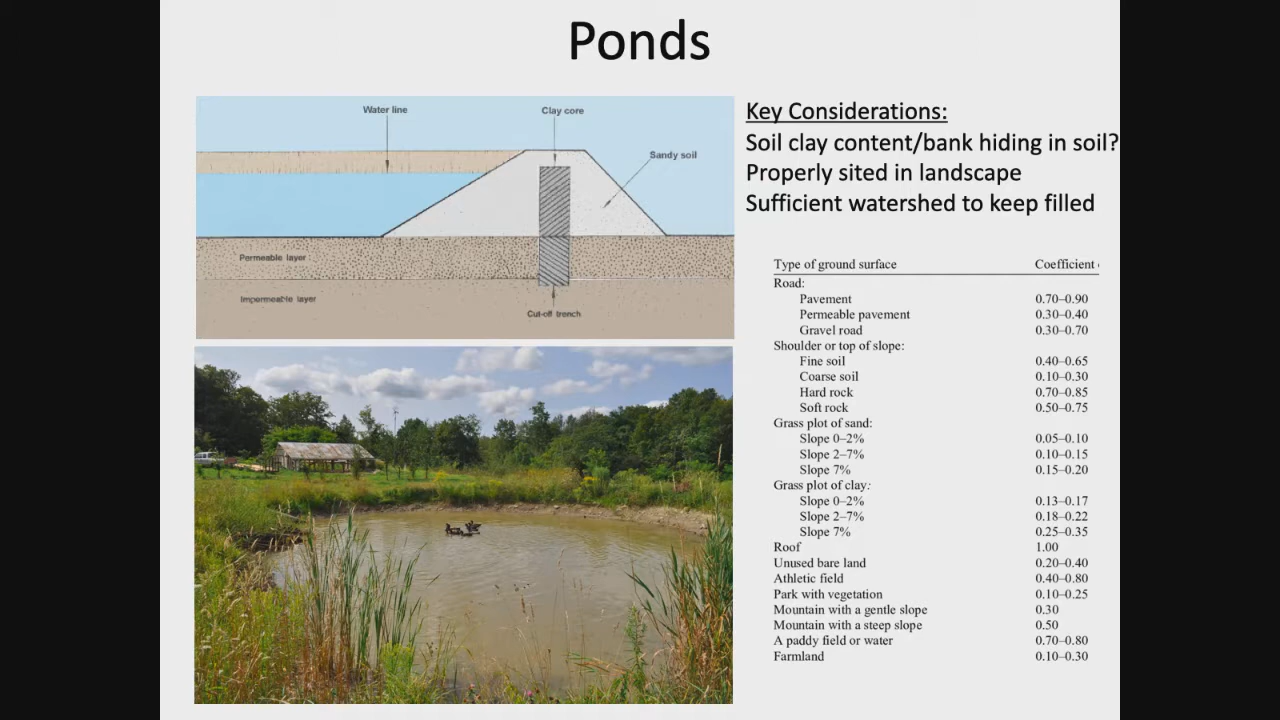 Ponds
Water line
Clay core
Sandy soil
Permeable layer
Impermeable layer
Cut-off trench
Key Considerations:
Soil clay content/bank hiding in soil?
Properly sited in landscape
Sufficient watershed to keep filled
Type of ground surface Coefficient
Road:
Pavement 0.70–0.90
Permeable pavement 0.30–0.40
Gravel road 0.30–0.70
Shoulder or top of slope:
Fine soil 0.40–0.65
Coarse soil 0.10–0.30
Hard rock 0.70–0.85
Soft rock 0.50–0.75
Grass plot of sand:
Slope 0–2% 0.05–0.10
Slope 2–7% 0.10–0.15
Slope 7% 0.15–0.20
Grass plot of clay:
Slope 0–2% 0.13–0.17
Slope 2–7% 0.18–0.22
Slope 7% 0.25–0.35
Roof 1.00
Unused bare land 0.20–0.40
Athletic field 0.40–0.80
Park with vegetation 0.10–0.25
Mountain with a gentle slope 0.30
Mountain with a steep slope 0.50
A paddy field or water 0.70–0.80
Farmland 0.10–0.30